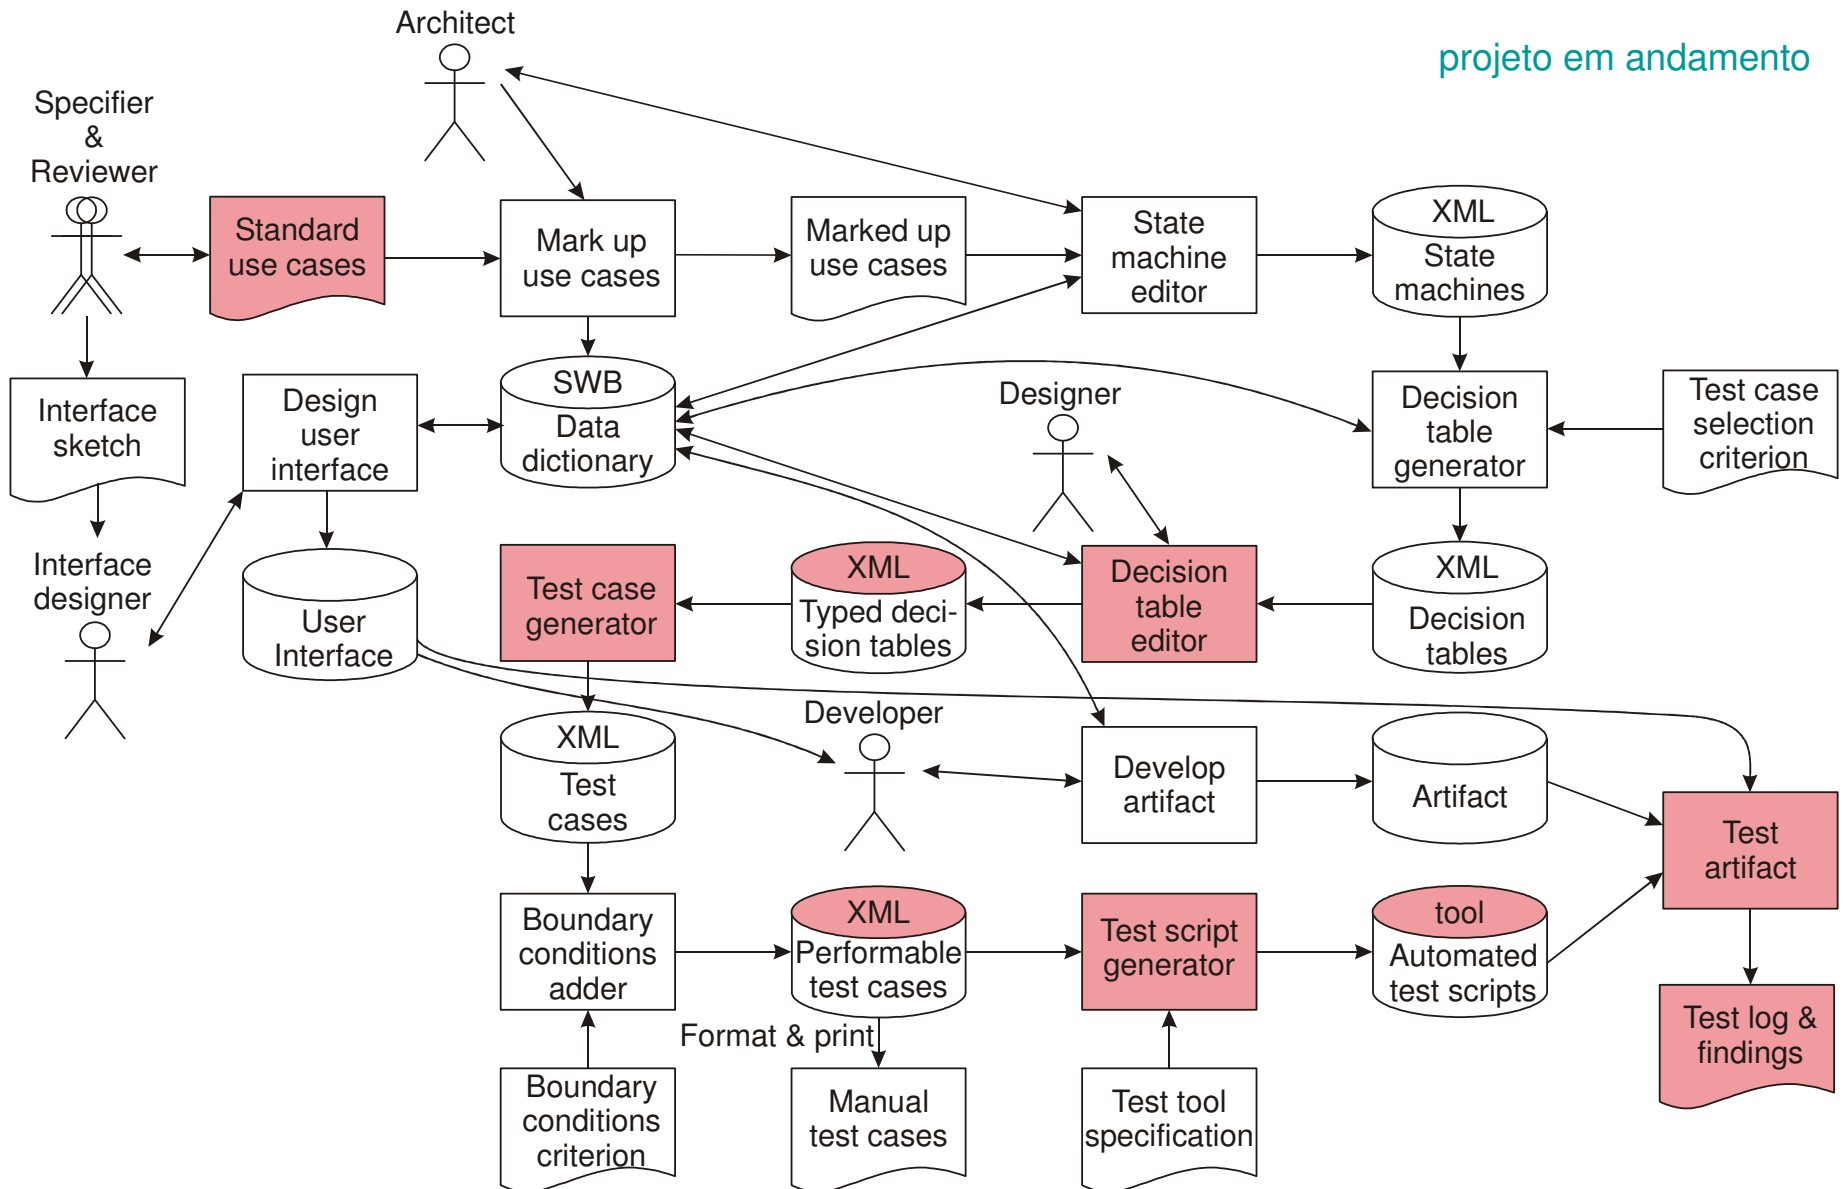 Architect
projeto em andamento
Specifier
&
Reviewer
Standard
use cases
Mark up
use cases
Marked up
use cases
State
machine
editor
XML
State
machines
Interface
sketch
Design
user
interface
SWB
Data
dictionary
Designer
Decision
table
generator
Test case
selection
criterion
Interface
designer
User
Interface
Test case
generator
XML
Typed deci-
sion tables
Decision
table
editor
XML
Decision
tables
XML
Test
cases
Developer
Develop
artifact
Artifact
Test
artifact
Boundary
conditions
adder
XML
Performable
test cases
Test script
generator
tool
Automated
test scripts
Test log &
findings
Format & print
Boundary
conditions
criterion
Manual
test cases
Test tool
specification